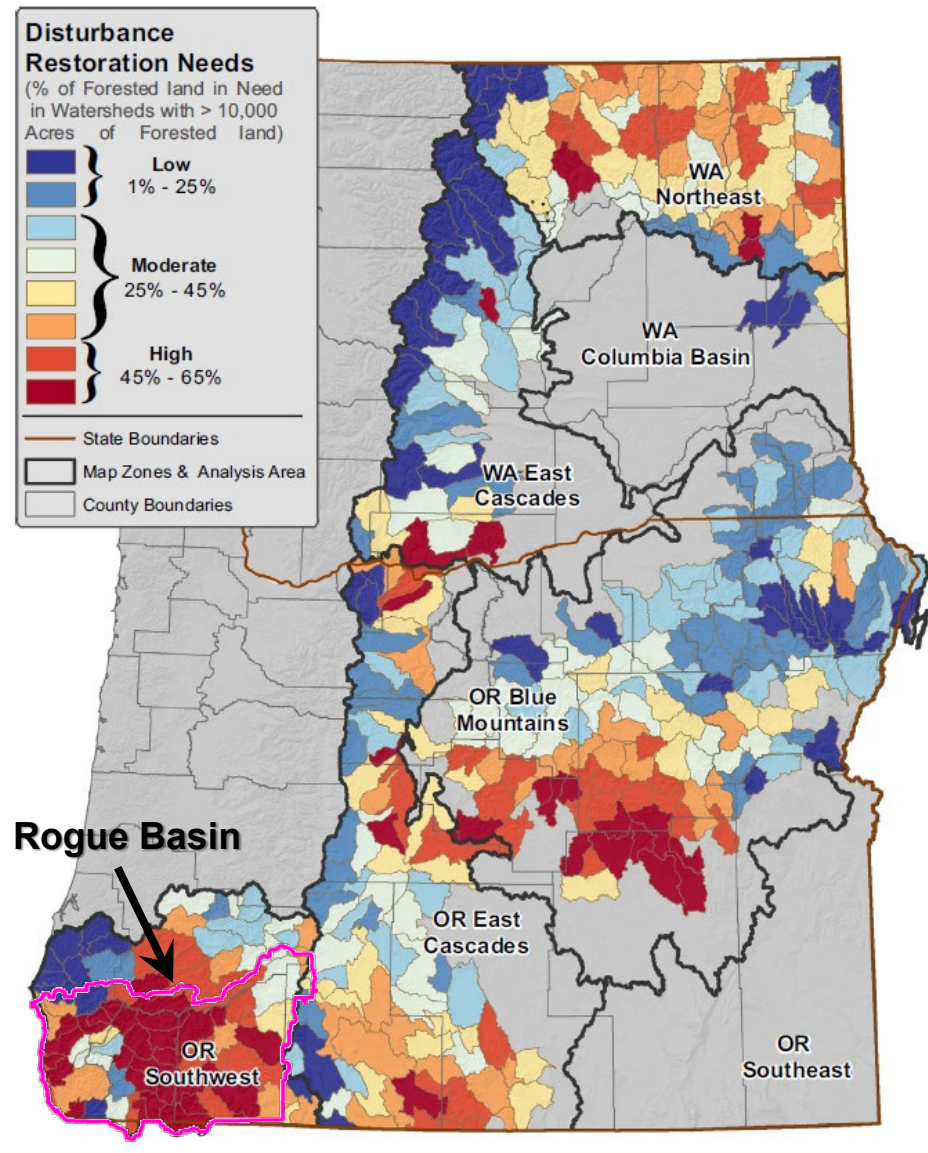 Disturbance
Restoration Needs
(% of Forested land in Need
in Watersheds with > 10,000
Acres of Forested land)
Low
1% - 25%
Moderate
25% - 45%
High
45% - 65%
State Boundaries
Map Zones & Analysis Area
County Boundaries
WA
Northeast
WA
Columbia Basin
WA East
Cascades
OR Blue
Mountains
Rogue Basin
OR East
Cascades
OR
Southwest
OR
Southeast